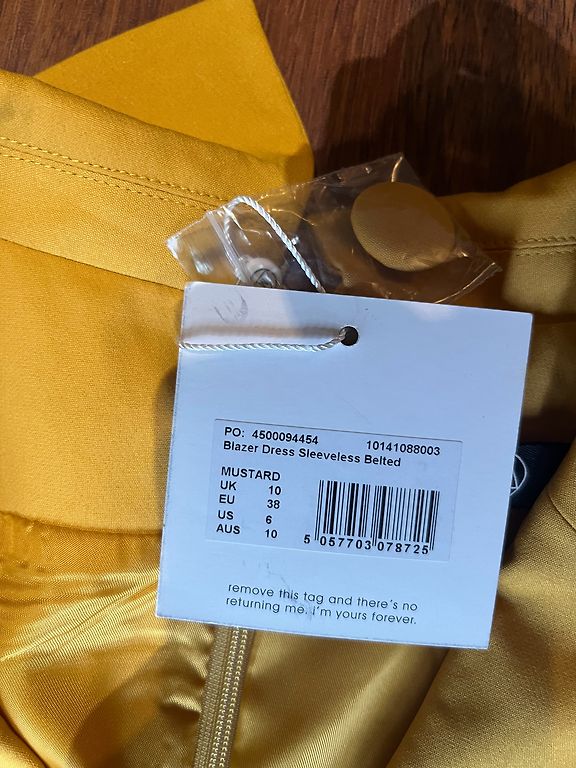 PO: 4500094454 10141088003
Blazer Dress Sleeveless Belted
MUSTARD
UK 10
EU 38
US 6
AUS 10
5 057703 078725
remove this tag and there's no
returning me. I'm yours forever.